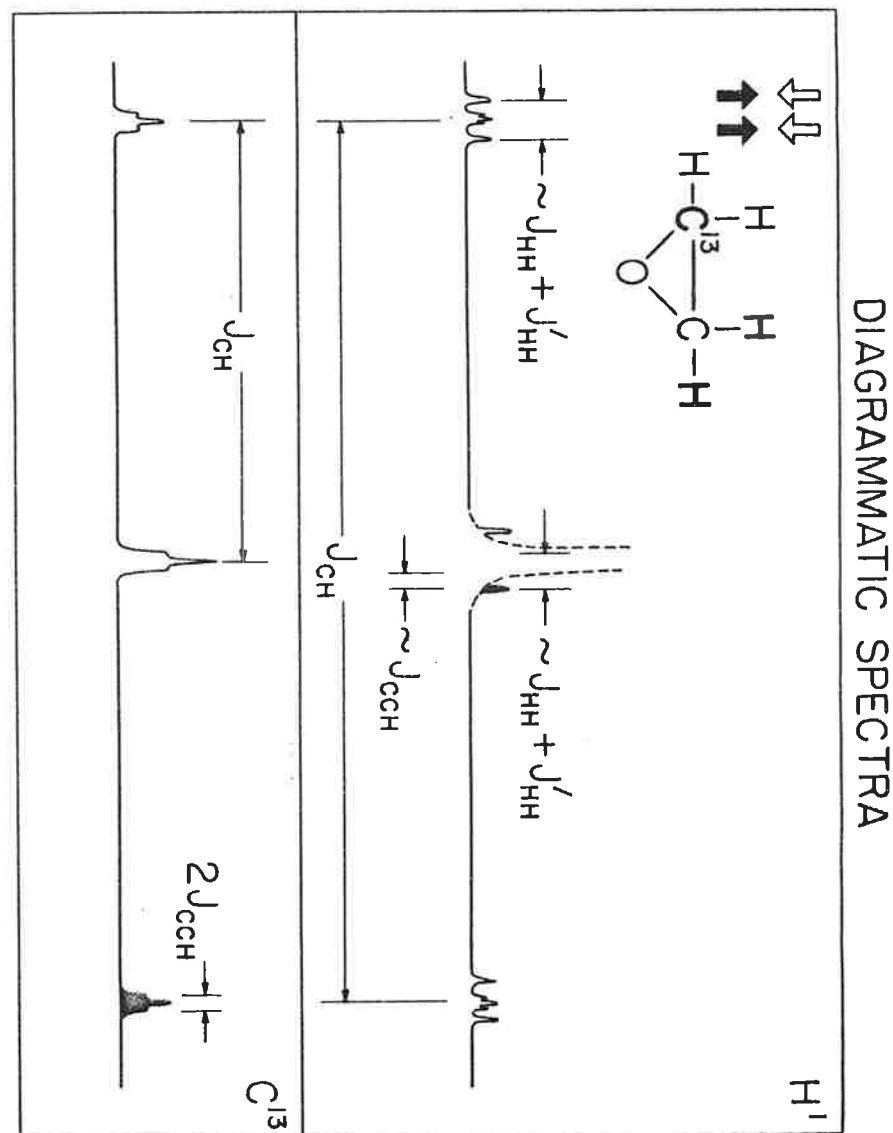 DIAGRAMMATIC SPECTRA
H¹
H
H
H–C¹³–C–H
O
~J_HH + J'_HH
~J_HH + J'_HH
~J_CCH
J_CH
C¹³
J_CH
2J_CCH